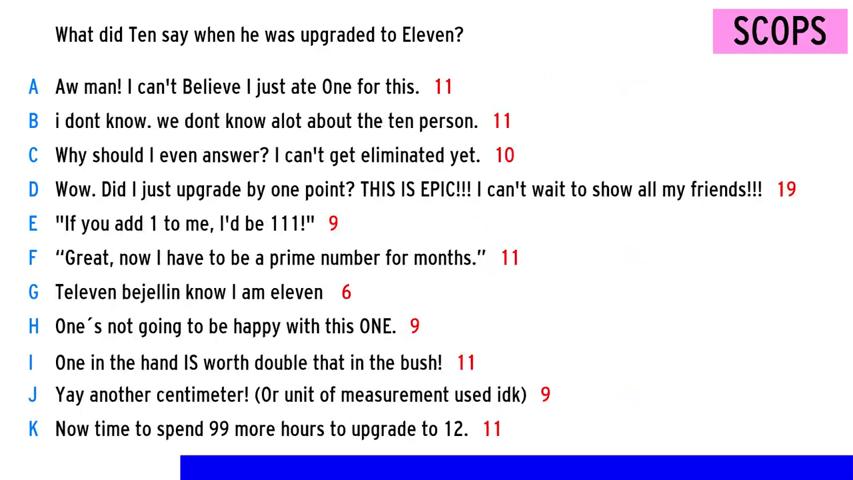 What did Ten say when he was upgraded to Eleven?
SCOPS
A Aw man! I can't Believe I just ate One for this. 11
B i dont know. we dont know alot about the ten person. 11
C Why should I even answer? I can't get eliminated yet. 10
D Wow. Did I just upgrade by one point? THIS IS EPIC!!! I can't wait to show all my friends!!! 19
E "If you add 1 to me, I'd be 111!" 9
F “Great, now I have to be a prime number for months.” 11
G Televen bejellin know I am eleven 6
H One´s not going to be happy with this ONE. 9
I One in the hand IS worth double that in the bush! 11
J Yay another centimeter! (Or unit of measurement used idk) 9
K Now time to spend 99 more hours to upgrade to 12. 11